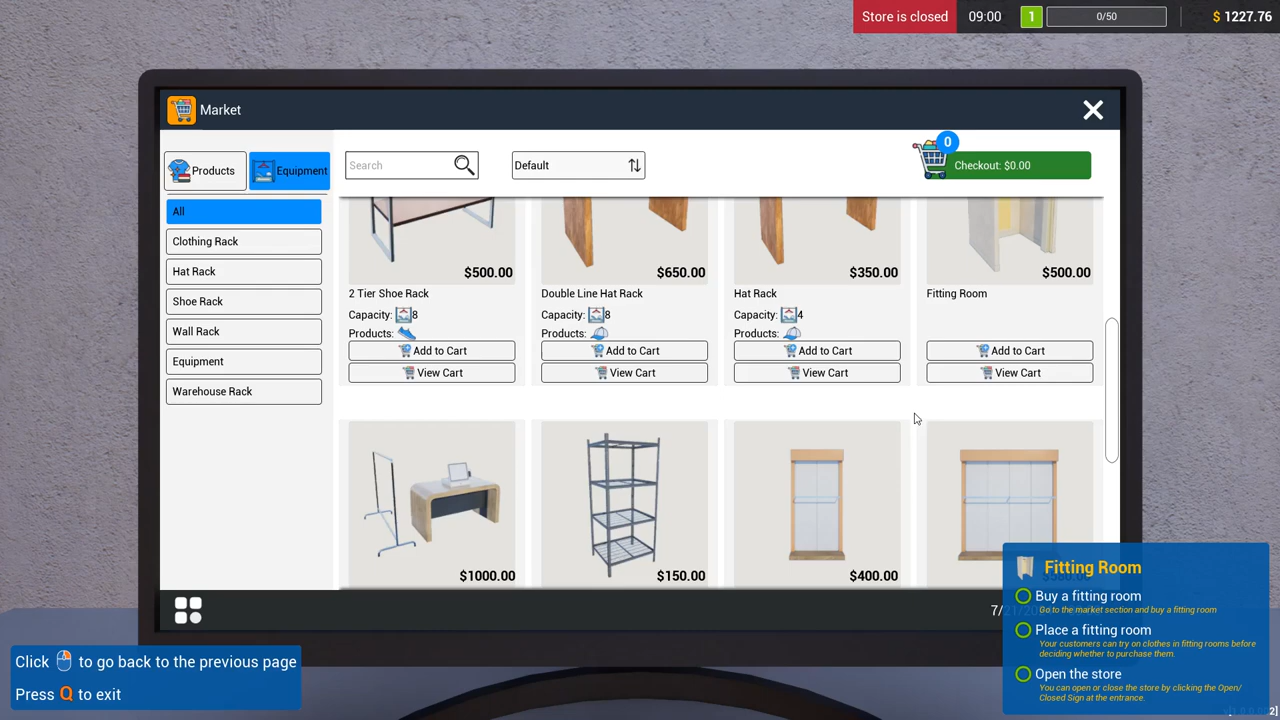 Store is closed
09:00
1
0/50
$ 1227.76
Market
Products
Equipment
Search
Default
0
Checkout: $0.00
All
Clothing Rack
Hat Rack
Shoe Rack
Wall Rack
Equipment
Warehouse Rack
$500.00
$650.00
$350.00
$500.00
2 Tier Shoe Rack
Double Line Hat Rack
Hat Rack
Fitting Room
Capacity: 8
Capacity: 8
Capacity: 4
Products:
Products:
Products:
Add to Cart
Add to Cart
Add to Cart
Add to Cart
View Cart
View Cart
View Cart
View Cart
$1000.00
$150.00
$400.00
Fitting Room
Buy a fitting room
Go to the market section and buy a fitting room
Place a fitting room
Your customers can try on clothes in fitting rooms before
deciding whether to purchase them.
Open the store
You can open or close the store by clicking the Open/
Closed Sign at the entrance.
Click to go back to the previous page
Press Q to exit